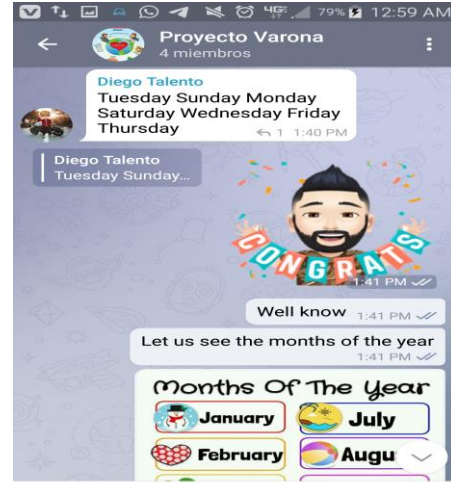 79% 12:59 AM
Proyecto Varona
4 miembros
Diego Talento
Tuesday Sunday Monday
Saturday Wednesday Friday
Thursday 1 1:40 PM
Diego Talento
Tuesday Sunday...
CONGRATS
1:41 PM
Well know 1:41 PM
Let us see the months of the year
1:41 PM
Months Of The Year
January July
February Augu